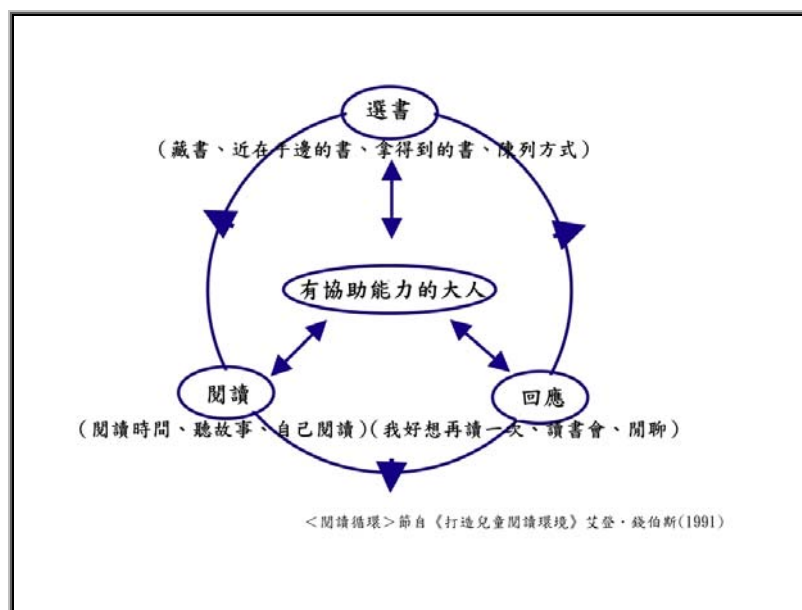 選書
(藏書、近在手邊的書、拿得到的書、陳列方式)
有協助能力的大人
閱讀
回應
(閱讀時間、聽故事、自己閱讀)(我好想再讀一次、讀書會、閒聊)
<閱讀循環>節自《打造兒童閱讀環境》艾登·錢伯斯(1991)